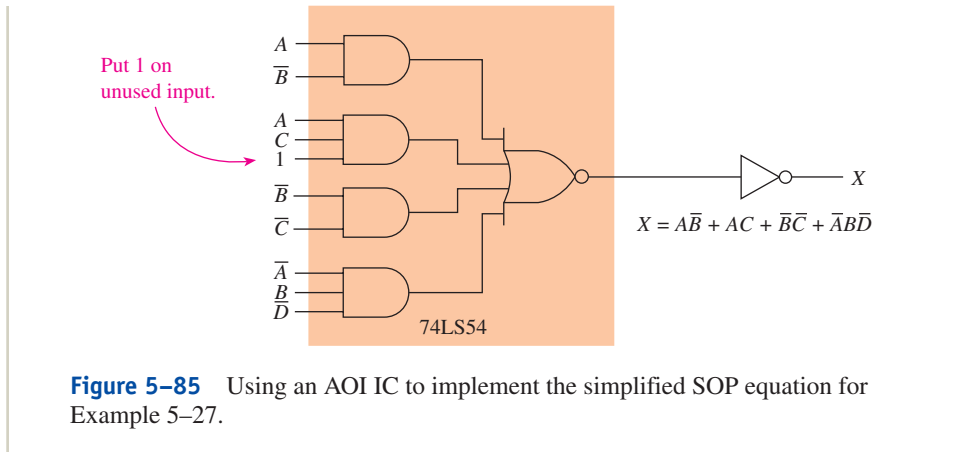 A
Put 1 on
B̅
unused input.
A
C
1
B̅
X
C̅
X = AB̅ + AC + B̅C̅ + A̅BD̅
A̅
B
D̅
74LS54
Figure 5–85 Using an AOI IC to implement the simplified SOP equation for
Example 5–27.